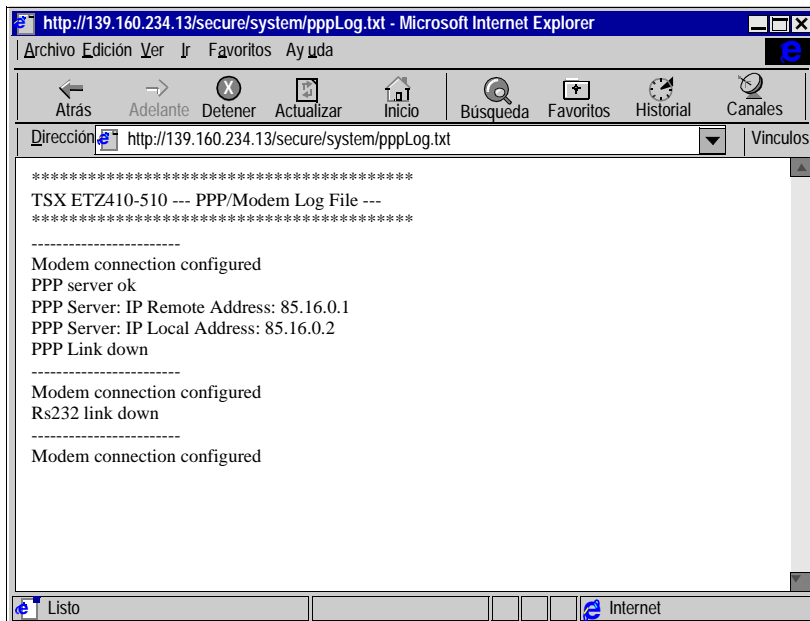 http://139.160.234.13/secure/system/pppLog.txt - Microsoft Internet Explorer
Archivo Edición Ver Ir Favoritos Ay uda
Atrás Adelante Detener Actualizar Inicio Búsqueda Favoritos Historial Canales
Dirección http://139.160.234.13/secure/system/pppLog.txt Vinculos
*****************************************
TSX ETZ410-510 --- PPP/Modem Log File ---
*****************************************
------------------------
Modem connection configured
PPP server ok
PPP Server: IP Remote Address: 85.16.0.1
PPP Server: IP Local Address: 85.16.0.2
PPP Link down
------------------------
Modem connection configured
Rs232 link down
------------------------
Modem connection configured
Listo Internet